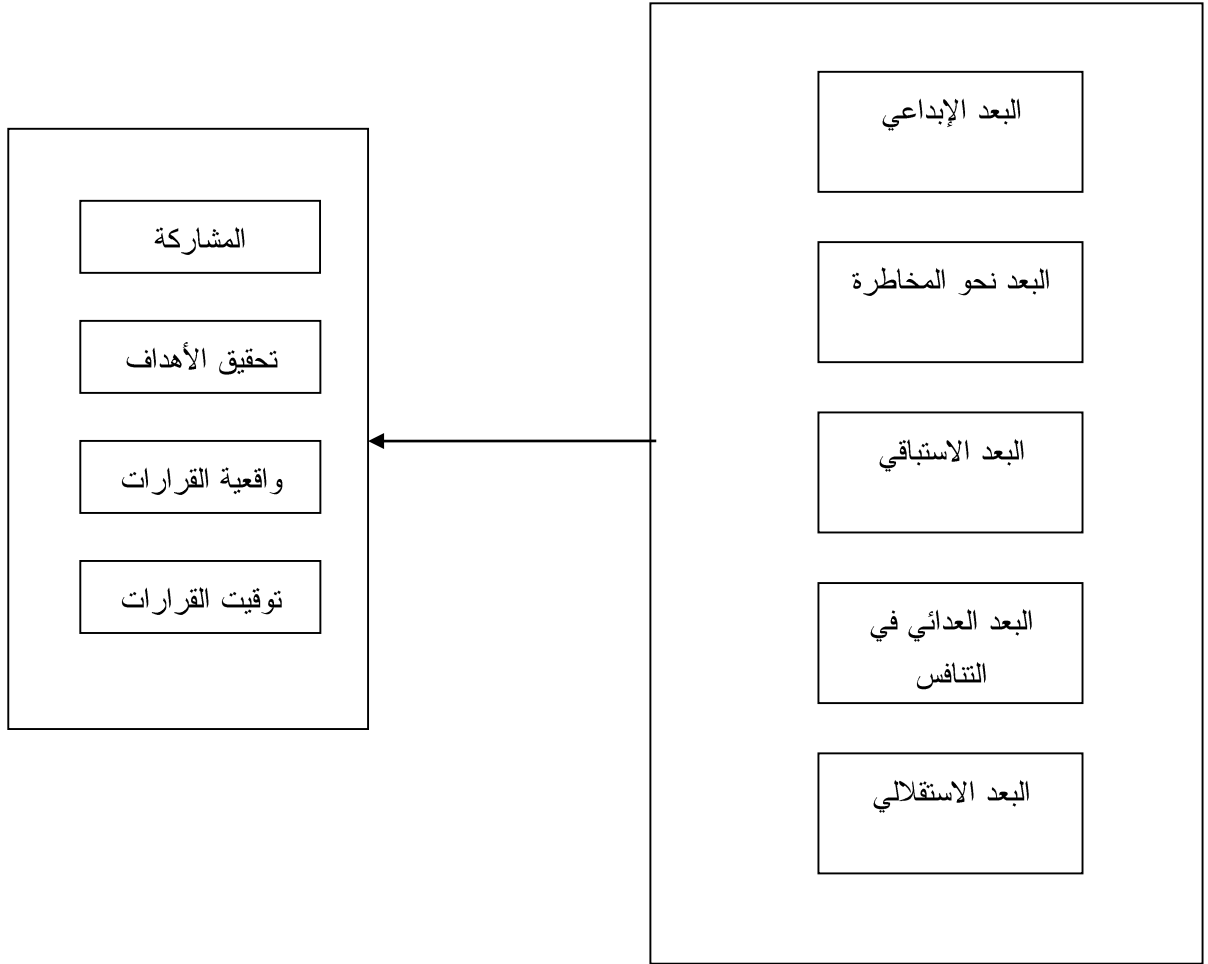 البعد الإبداعي
البعد نحو المخاطرة
البعد الاستباقي
البعد العدائي في
التنافس
البعد الاستقلالي
المشاركة
تحقيق الأهداف
واقعية القرارات
توقيت القرارات